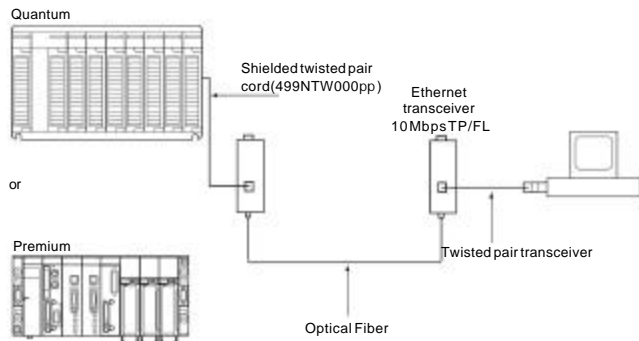 Quantum
Shielded twisted pair
cord(499NTW000pp)
Ethernet
transceiver
10MbpsTP/FL
or
Twisted pair transceiver
Premium
Optical Fiber